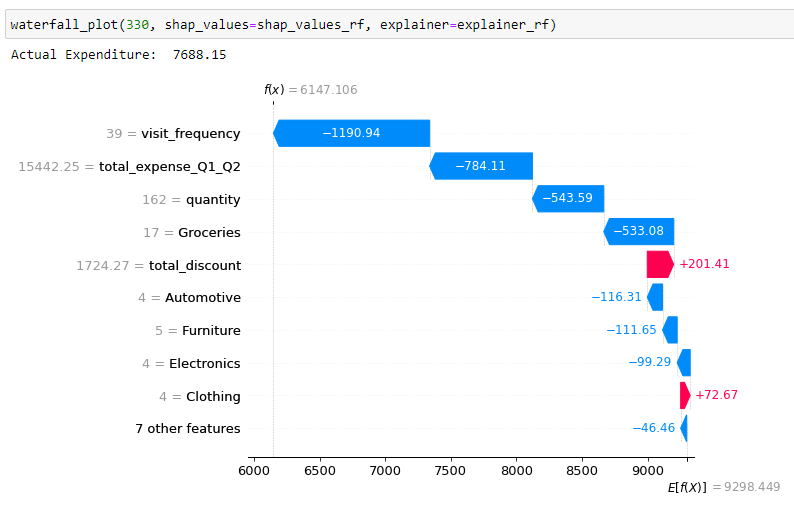 waterfall_plot(330, shap_values=shap_values_rf, explainer=explainer_rf)
Actual Expenditure:  7688.15
f(x) = 6147.106
39 = visit_frequency −1190.94
15442.25 = total_expense_Q1_Q2 −784.11
162 = quantity −543.59
17 = Groceries −533.08
1724.27 = total_discount +201.41
4 = Automotive −116.31
5 = Furniture −111.65
4 = Electronics −99.29
4 = Clothing +72.67
7 other features −46.46
6000 6500 7000 7500 8000 8500 9000
E[f(X)] = 9298.449